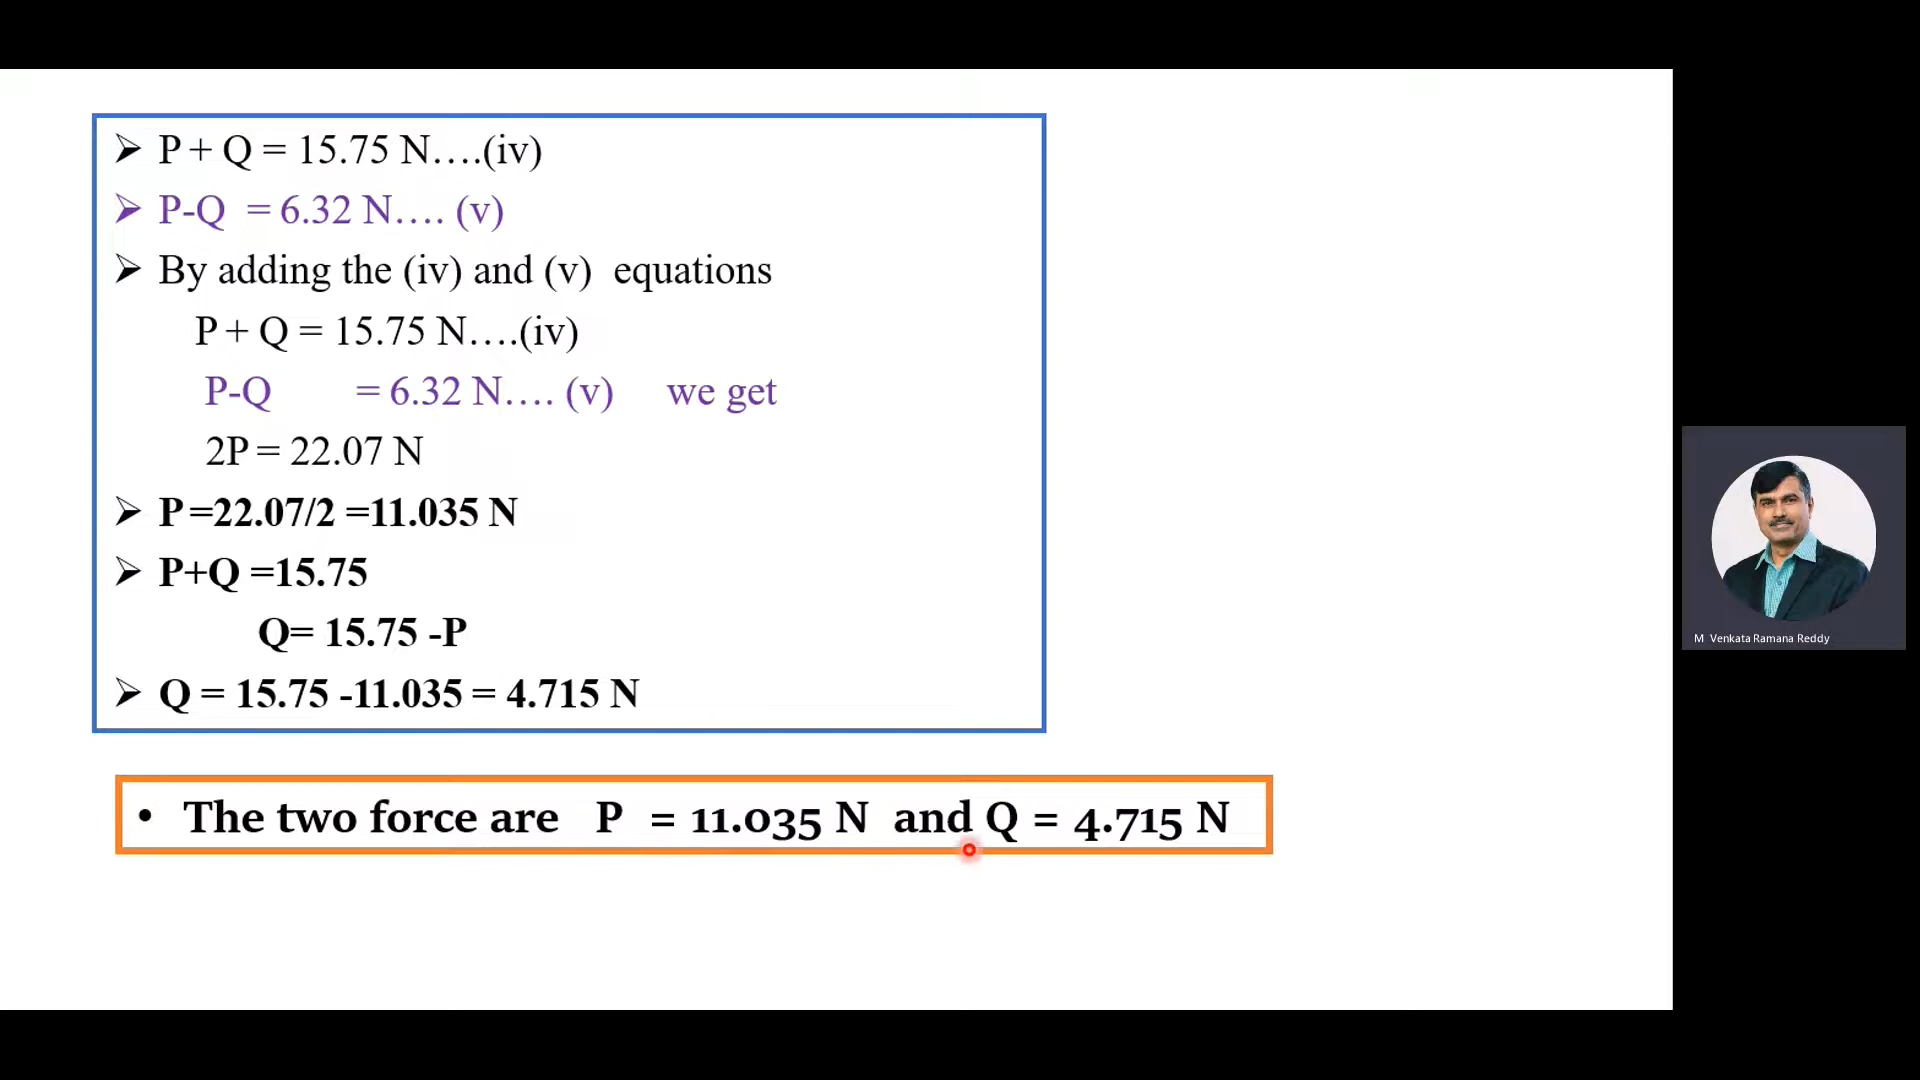 ➢ P + Q = 15.75 N….(iv)
➢ P-Q = 6.32 N…. (v)
➢ By adding the (iv) and (v) equations
P + Q = 15.75 N….(iv)
P-Q = 6.32 N…. (v) we get
2P = 22.07 N
➢ P =22.07/2 =11.035 N
➢ P+Q =15.75
Q= 15.75 -P
➢ Q = 15.75 -11.035 = 4.715 N
• The two force are P = 11.035 N and Q = 4.715 N
M Venkata Ramana Reddy